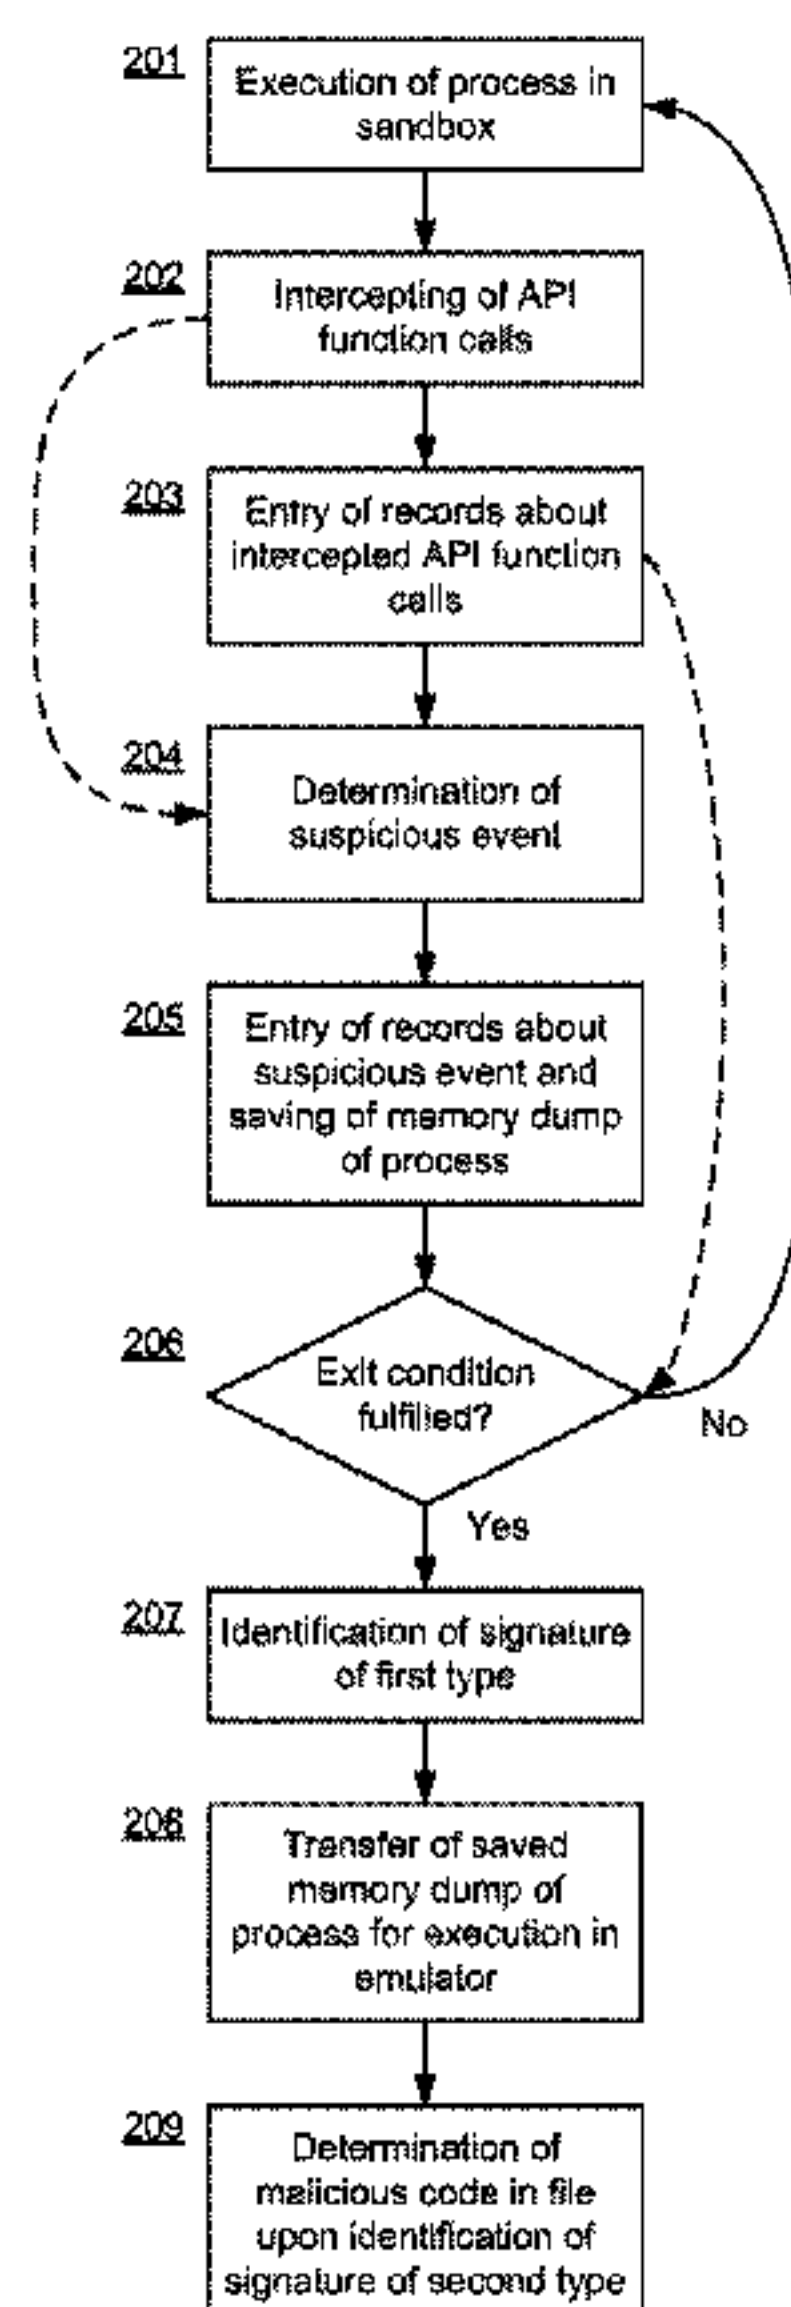 201
Execution of process in
sandbox
202
Intercepting of API
function calls
203
Entry of records about
intercepted API function
calls
204
Determination of
suspicious event
205
Entry of records about
suspicious event and
saving of memory dump
of process
206
Exit condition
fulfilled?
No
Yes
207
Identification of signature
of first type
208
Transfer of saved
memory dump of
process for execution in
emulator
209
Determination of
malicious code in file
upon identification of
signature of second type